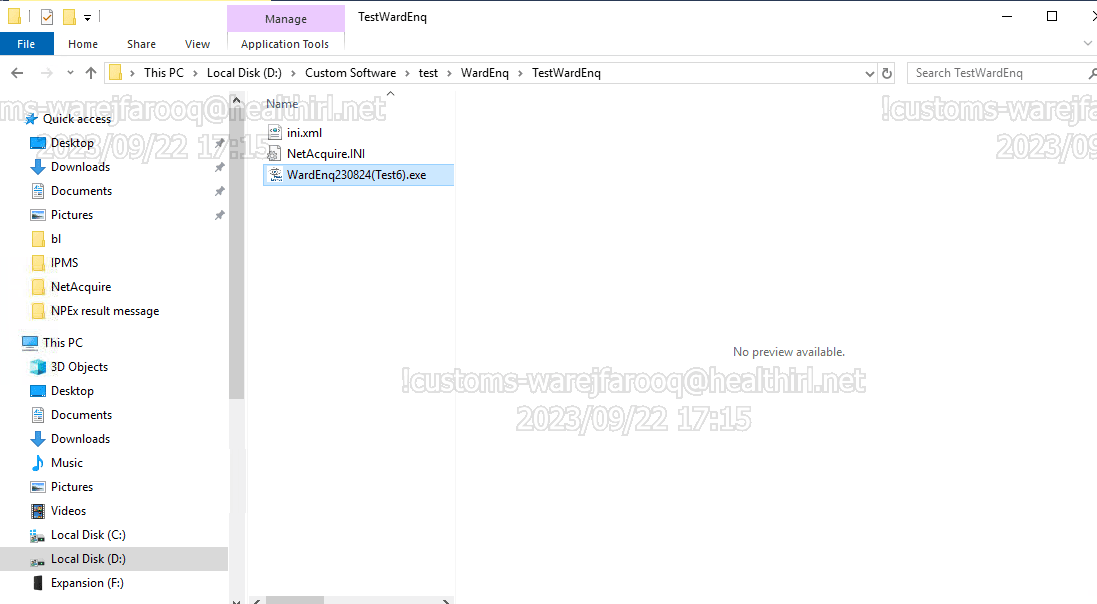 Manage
TestWardEnq
File
Home
Share
View
Application Tools
This PC
Local Disk (D:)
Custom Software
test
WardEnq
TestWardEnq
Search TestWardEnq
ms-warejfarooq@healthirl.net
2023/09/22 17:15
!customs-warejfa
2023/09
Quick access
Desktop
Downloads
Documents
Pictures
bl
IPMS
NetAcquire
NPEx result message
This PC
3D Objects
Desktop
Documents
Downloads
Music
Pictures
Videos
Local Disk (C:)
Local Disk (D:)
Expansion (F:)
Name
ini.xml
NetAcquire.INI
WardEnq230824(Test6).exe
No preview available.
!customs-warejfarooq@healthirl.net
2023/09/22 17:15